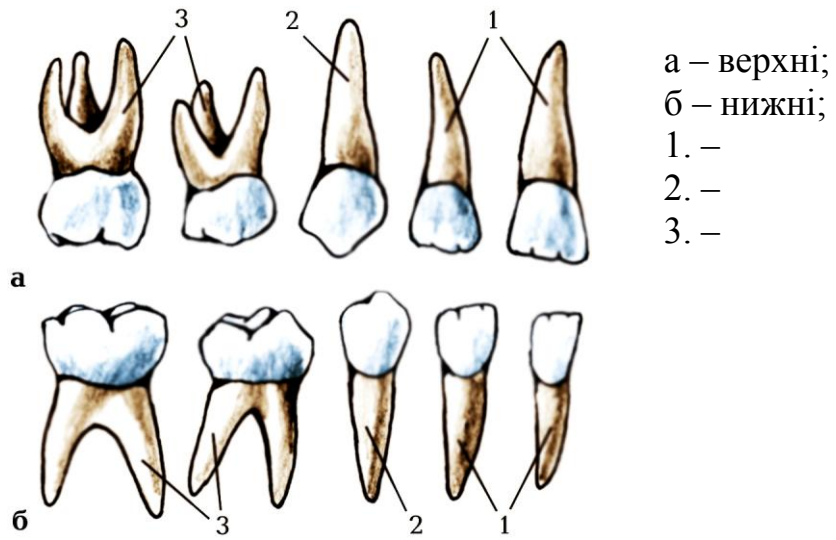 3 2 1
а – верхні;
б – нижні;
1. –
2. –
3. –
а
б 3 2 1